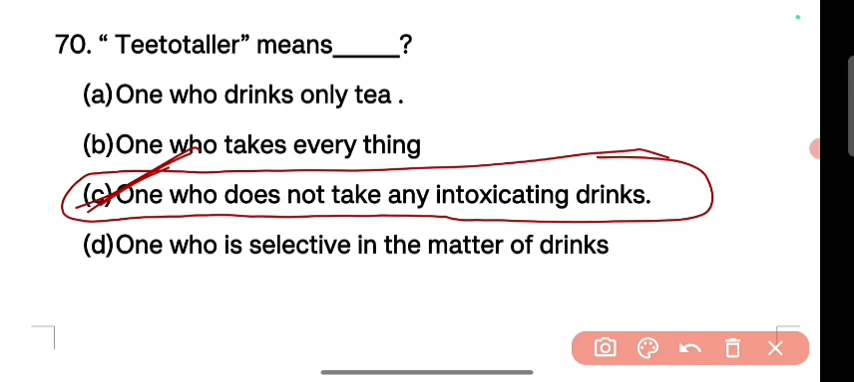 70. “ Teetotaller” means_____?
(a)One who drinks only tea .
(b)One who takes every thing
(c)One who does not take any intoxicating drinks.
(d)One who is selective in the matter of drinks